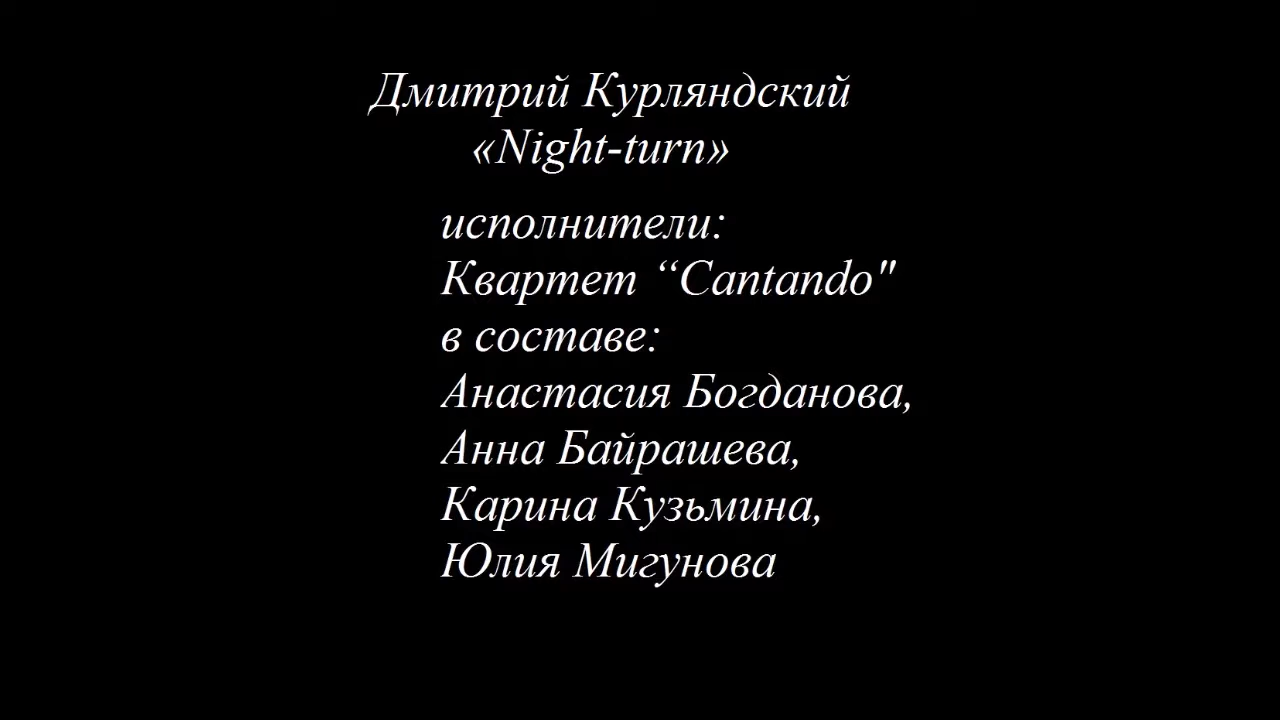 Дмитрий Курляндский
«Night-turn»
исполнители:
Квартет “Cantando"
в составе:
Анастасия Богданова,
Анна Байрашева,
Карина Кузьмина,
Юлия Мигунова